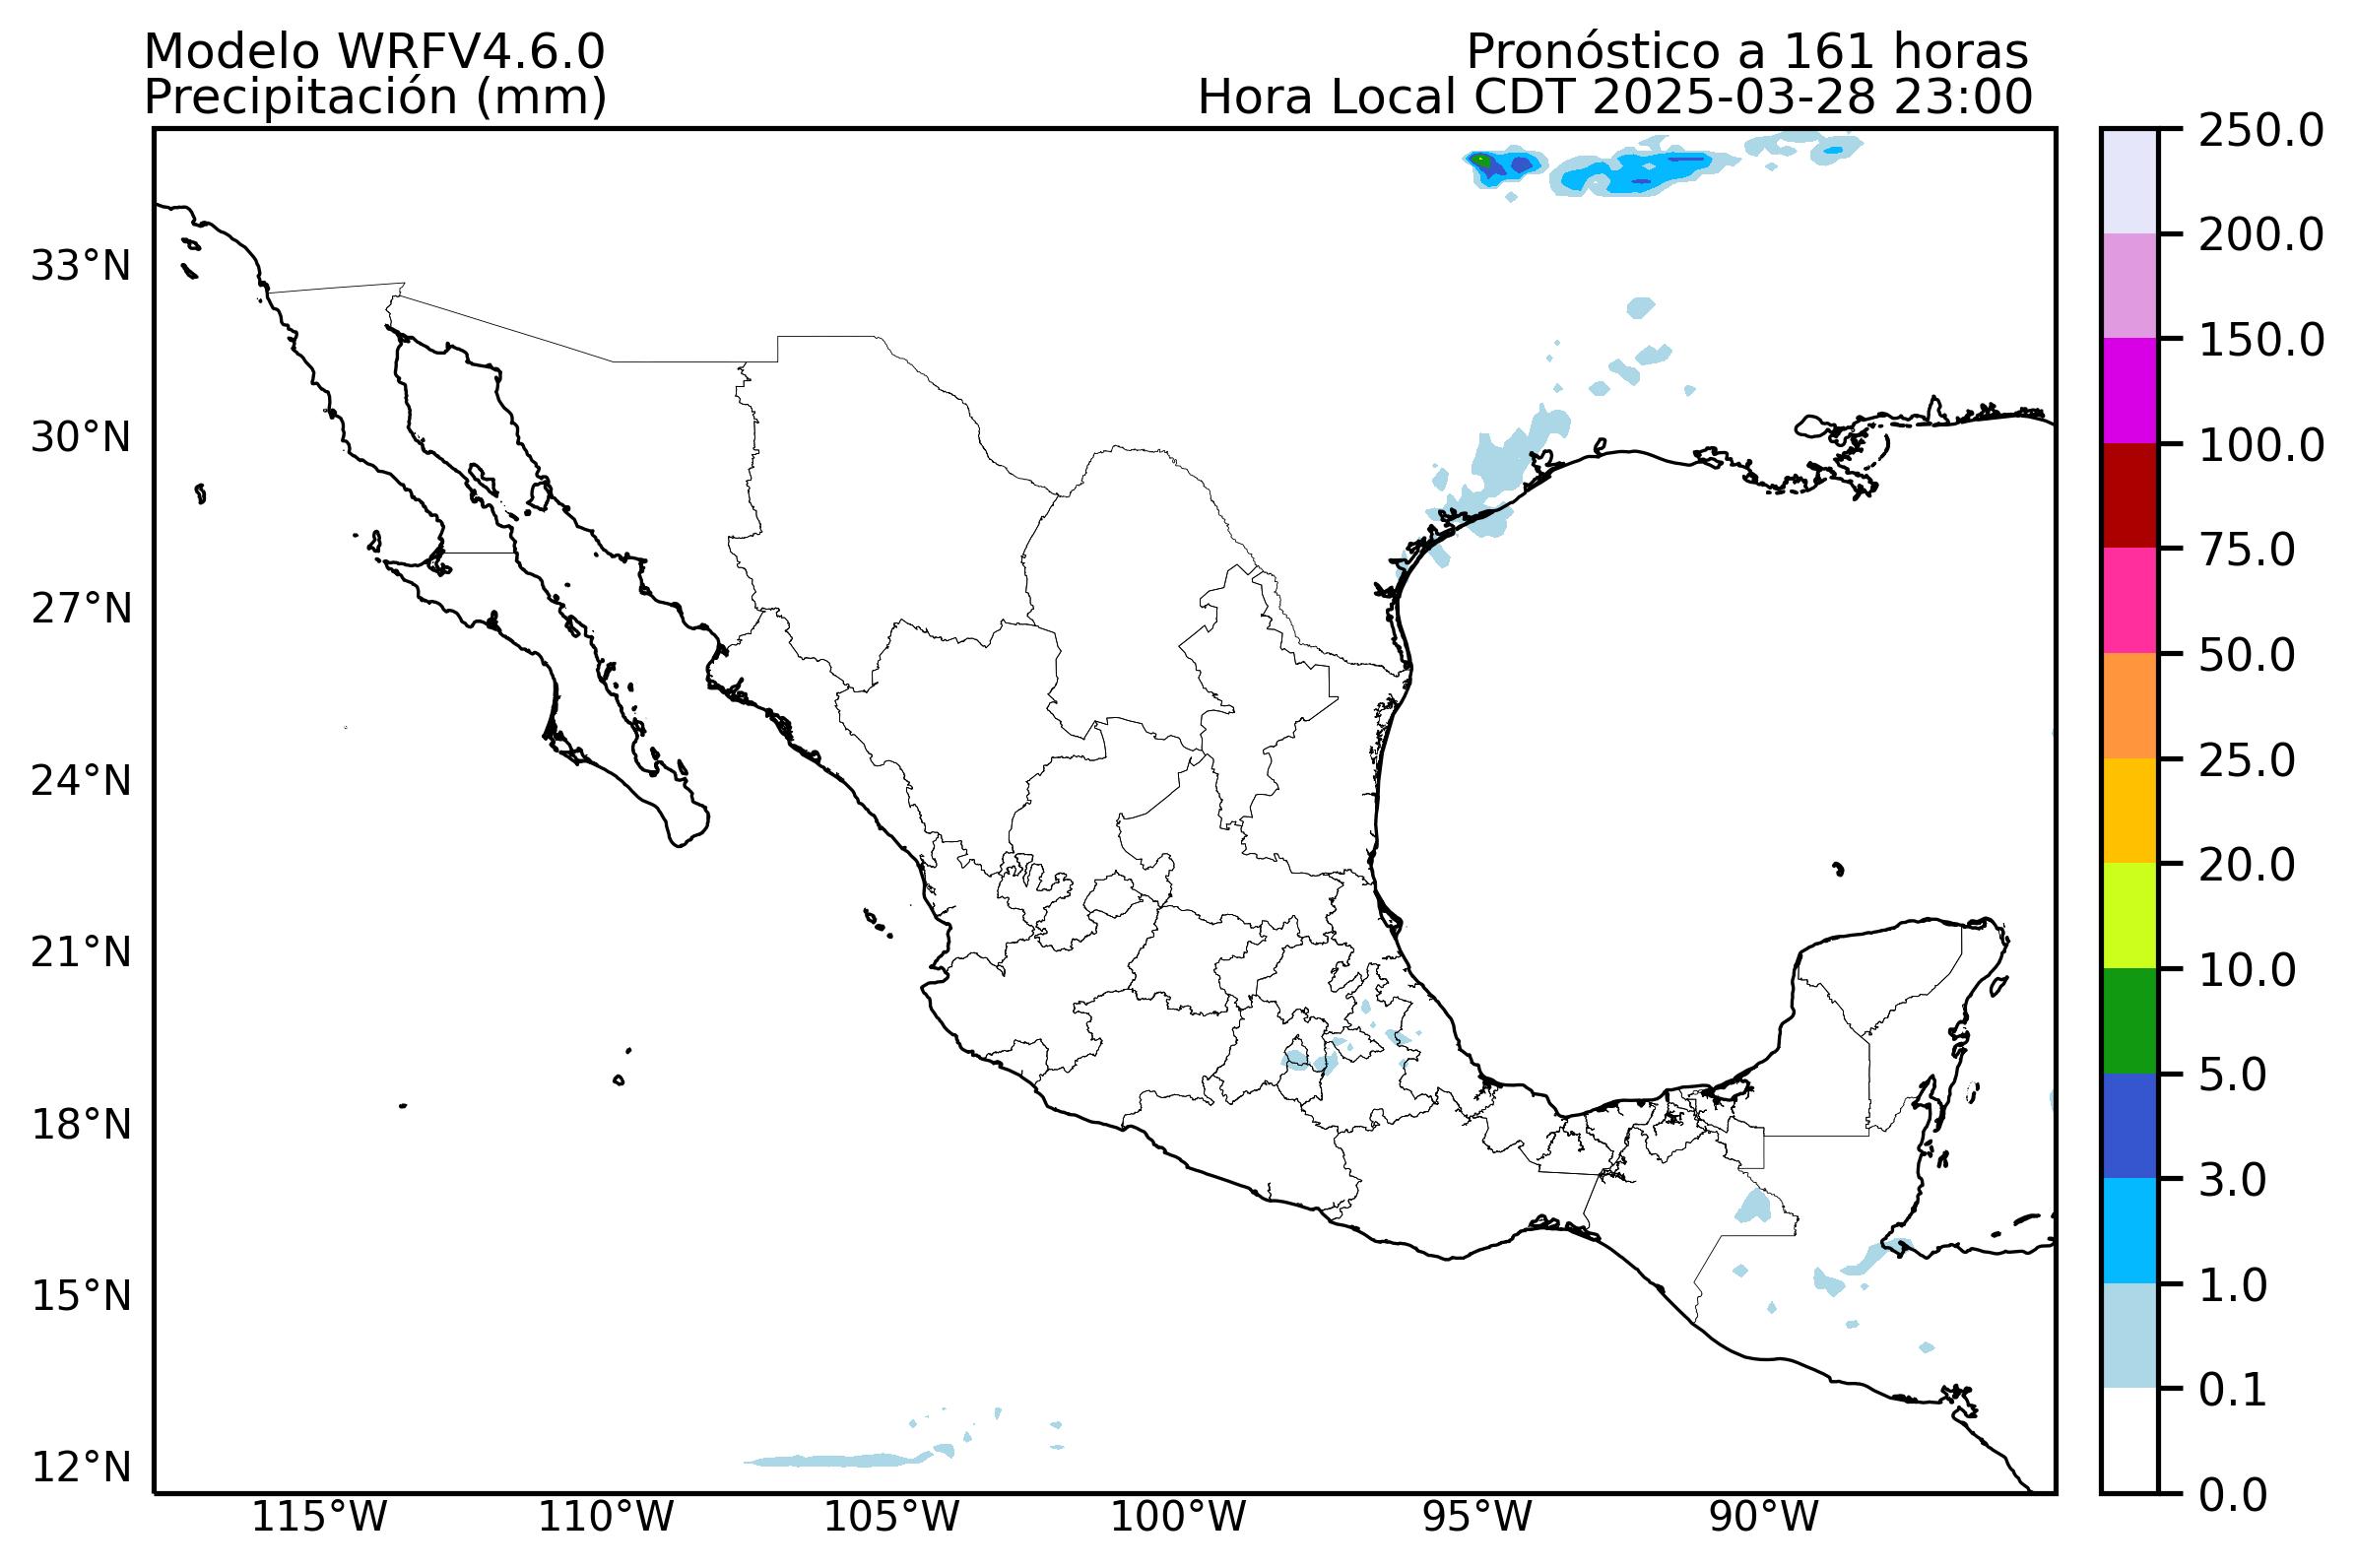 Modelo WRFV4.6.0
Precipitación (mm)
Pronóstico a 161 horas
Hora Local CDT 2025-03-28 23:00
33°N
30°N
27°N
24°N
21°N
18°N
15°N
12°N
115°W
110°W
105°W
100°W
95°W
90°W
250.0
200.0
150.0
100.0
75.0
50.0
25.0
20.0
10.0
5.0
3.0
1.0
0.1
0.0